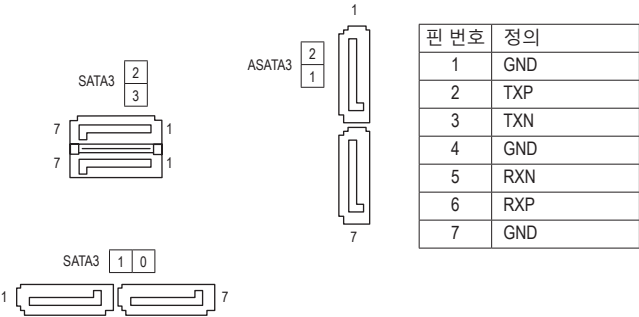 SATA3 2 3
7 1
7 1
SATA3 1 0
1 7
1
ASATA3 2 1
7
핀 번호 정의
1 GND
2 TXP
3 TXN
4 GND
5 RXN
6 RXP
7 GND